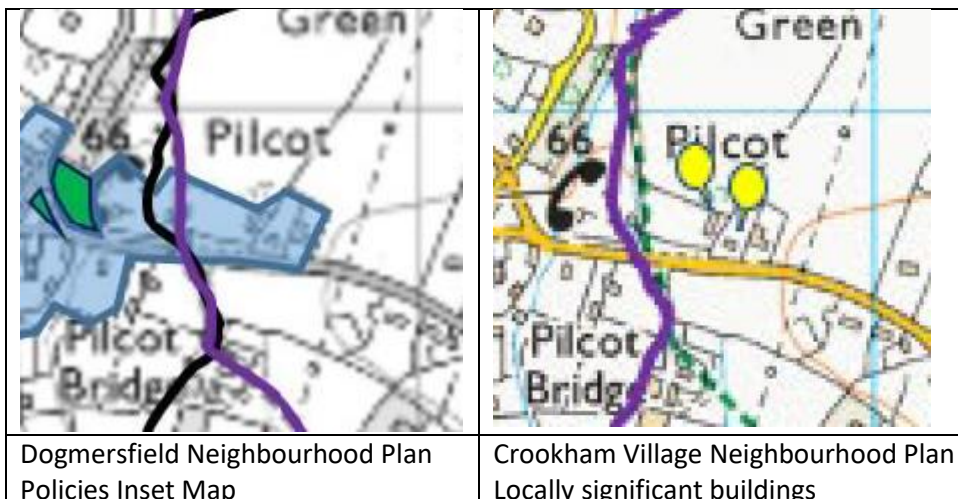 Green
66 Pilcot
Pilcot
Bridge
Green
66 Pilcot
Pilcot
Bridge
Dogmersfield Neighbourhood Plan
Policies Inset Map
Crookham Village Neighbourhood Plan
Locally significant buildings